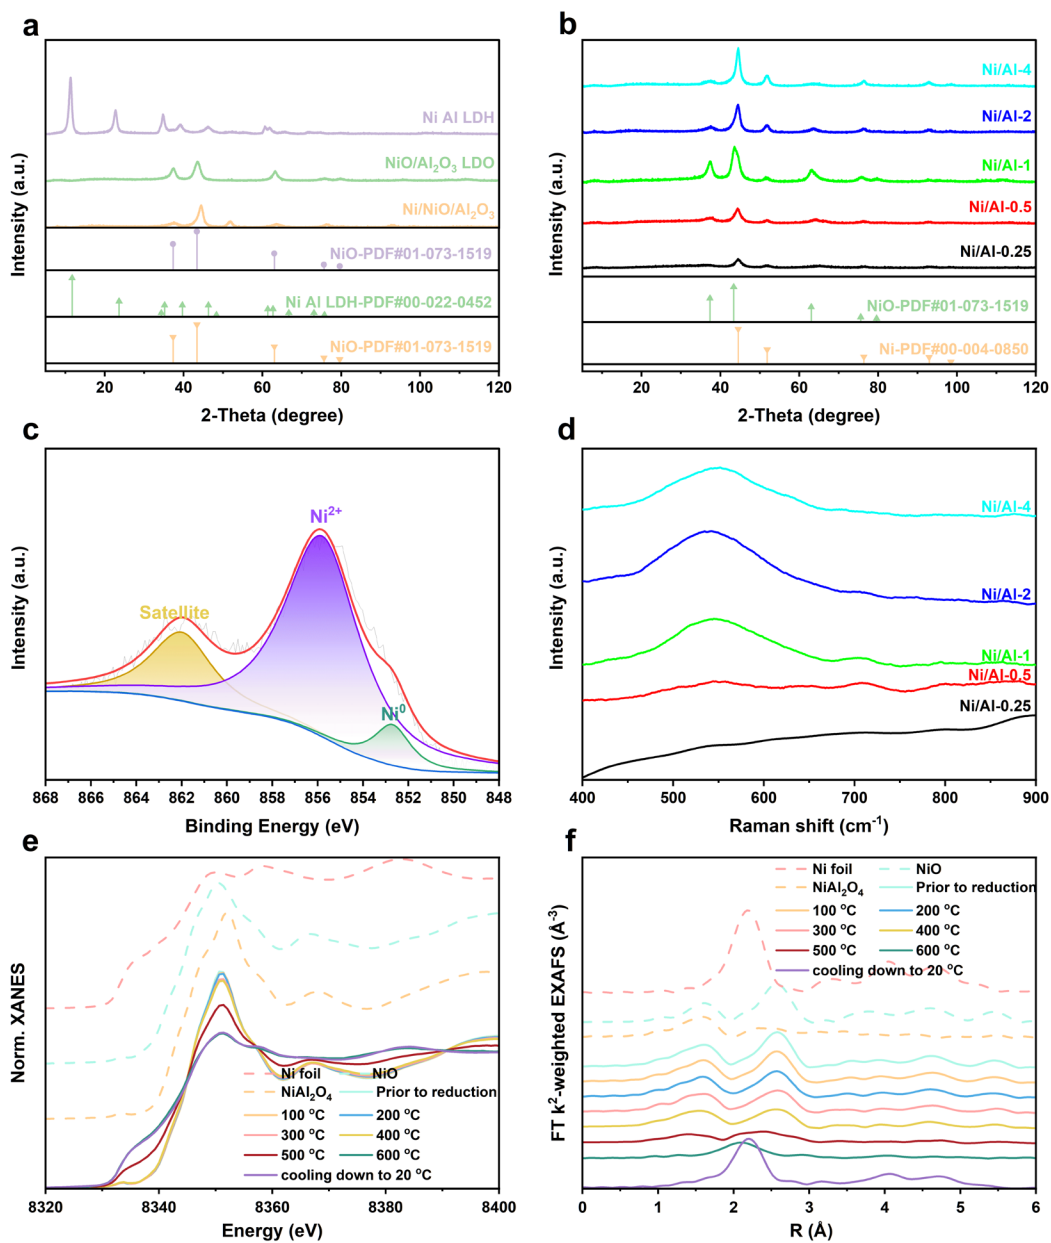 a
Ni Al LDH
NiO/Al₂O₃ LDO
Ni/NiO/Al₂O₃
NiO-PDF#01-073-1519
Ni Al LDH-PDF#00-022-0452
NiO-PDF#01-073-1519
Intensity (a.u.)
20 40 60 80 100 120
2-Theta (degree)
b
Ni/Al-4
Ni/Al-2
Ni/Al-1
Ni/Al-0.5
Ni/Al-0.25
NiO-PDF#01-073-1519
Ni-PDF#00-004-0850
Intensity (a.u.)
20 40 60 80 100 120
2-Theta (degree)
c
Ni²⁺
Satellite
Ni⁰
Intensity (a.u.)
868 866 864 862 860 858 856 854 852 850 848
Binding Energy (eV)
d
Ni/Al-4
Ni/Al-2
Ni/Al-1
Ni/Al-0.5
Ni/Al-0.25
Intensity (a.u.)
400 500 600 700 800 900
Raman shift (cm⁻¹)
e
Norm. XANES
Ni foil NiO
NiAl₂O₄ Prior to reduction
100 °C 200 °C
300 °C 400 °C
500 °C 600 °C
cooling down to 20 °C
8320 8340 8360 8380 8400
Energy (eV)
f
FT k²-weighted EXAFS (Å⁻³)
Ni foil NiO
NiAl₂O₄ Prior to reduction
100 °C 200 °C
300 °C 400 °C
500 °C 600 °C
cooling down to 20 °C
0 1 2 3 4 5 6
R (Å)